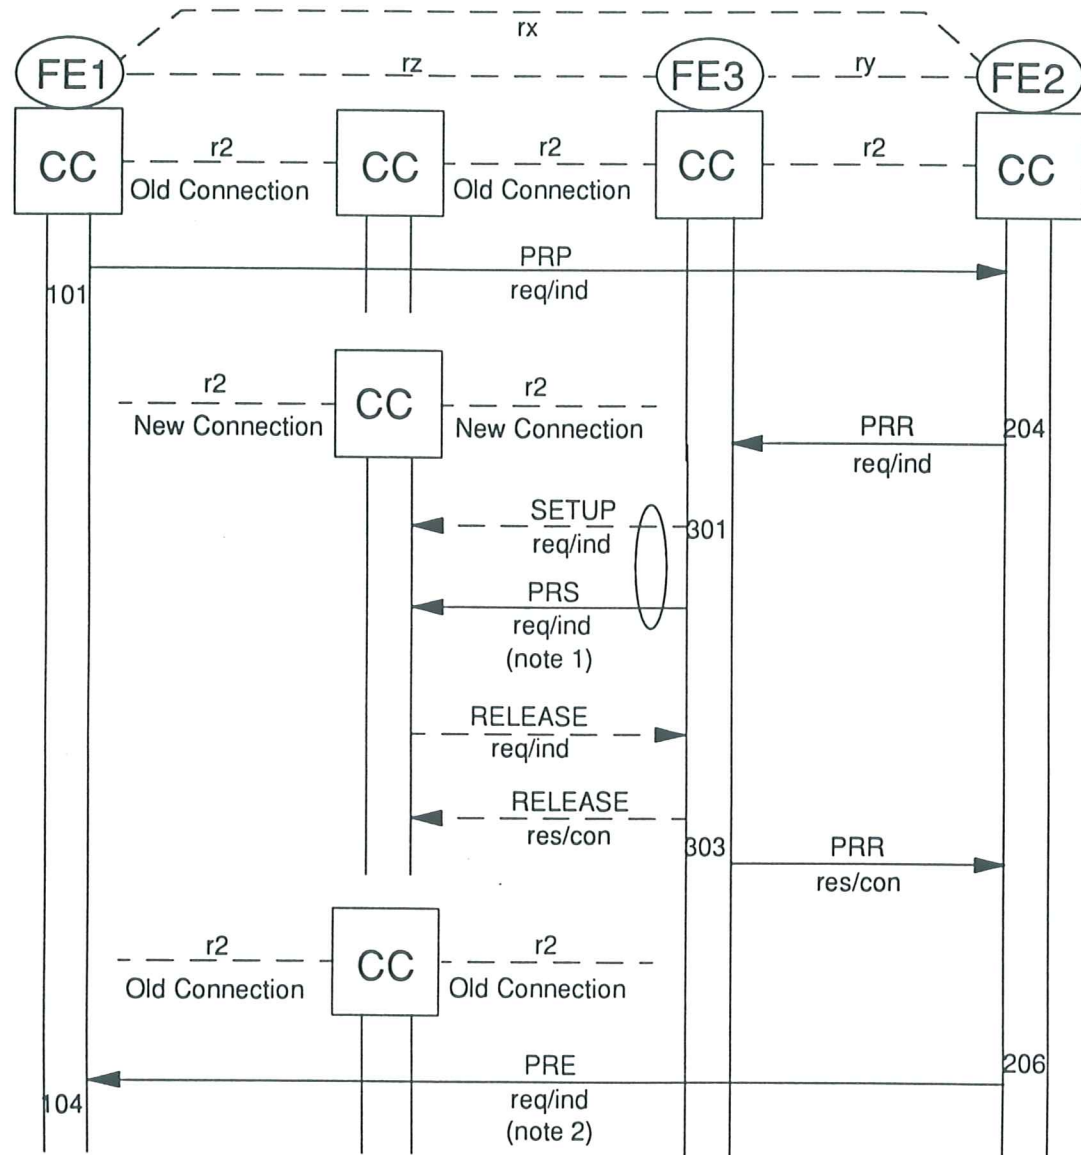 rx
FE1 rz FE3 ry FE2
CC r2 CC r2 CC r2 CC
Old Connection Old Connection
PRP
101 req/ind
r2 CC r2
New Connection New Connection
PRR 204
req/ind
SETUP 301
req/ind
PRS
req/ind
(note 1)
RELEASE
req/ind
RELEASE
res/con
303 PRR
res/con
r2 CC r2
Old Connection Old Connection
PRE 206
104 req/ind
(note 2)